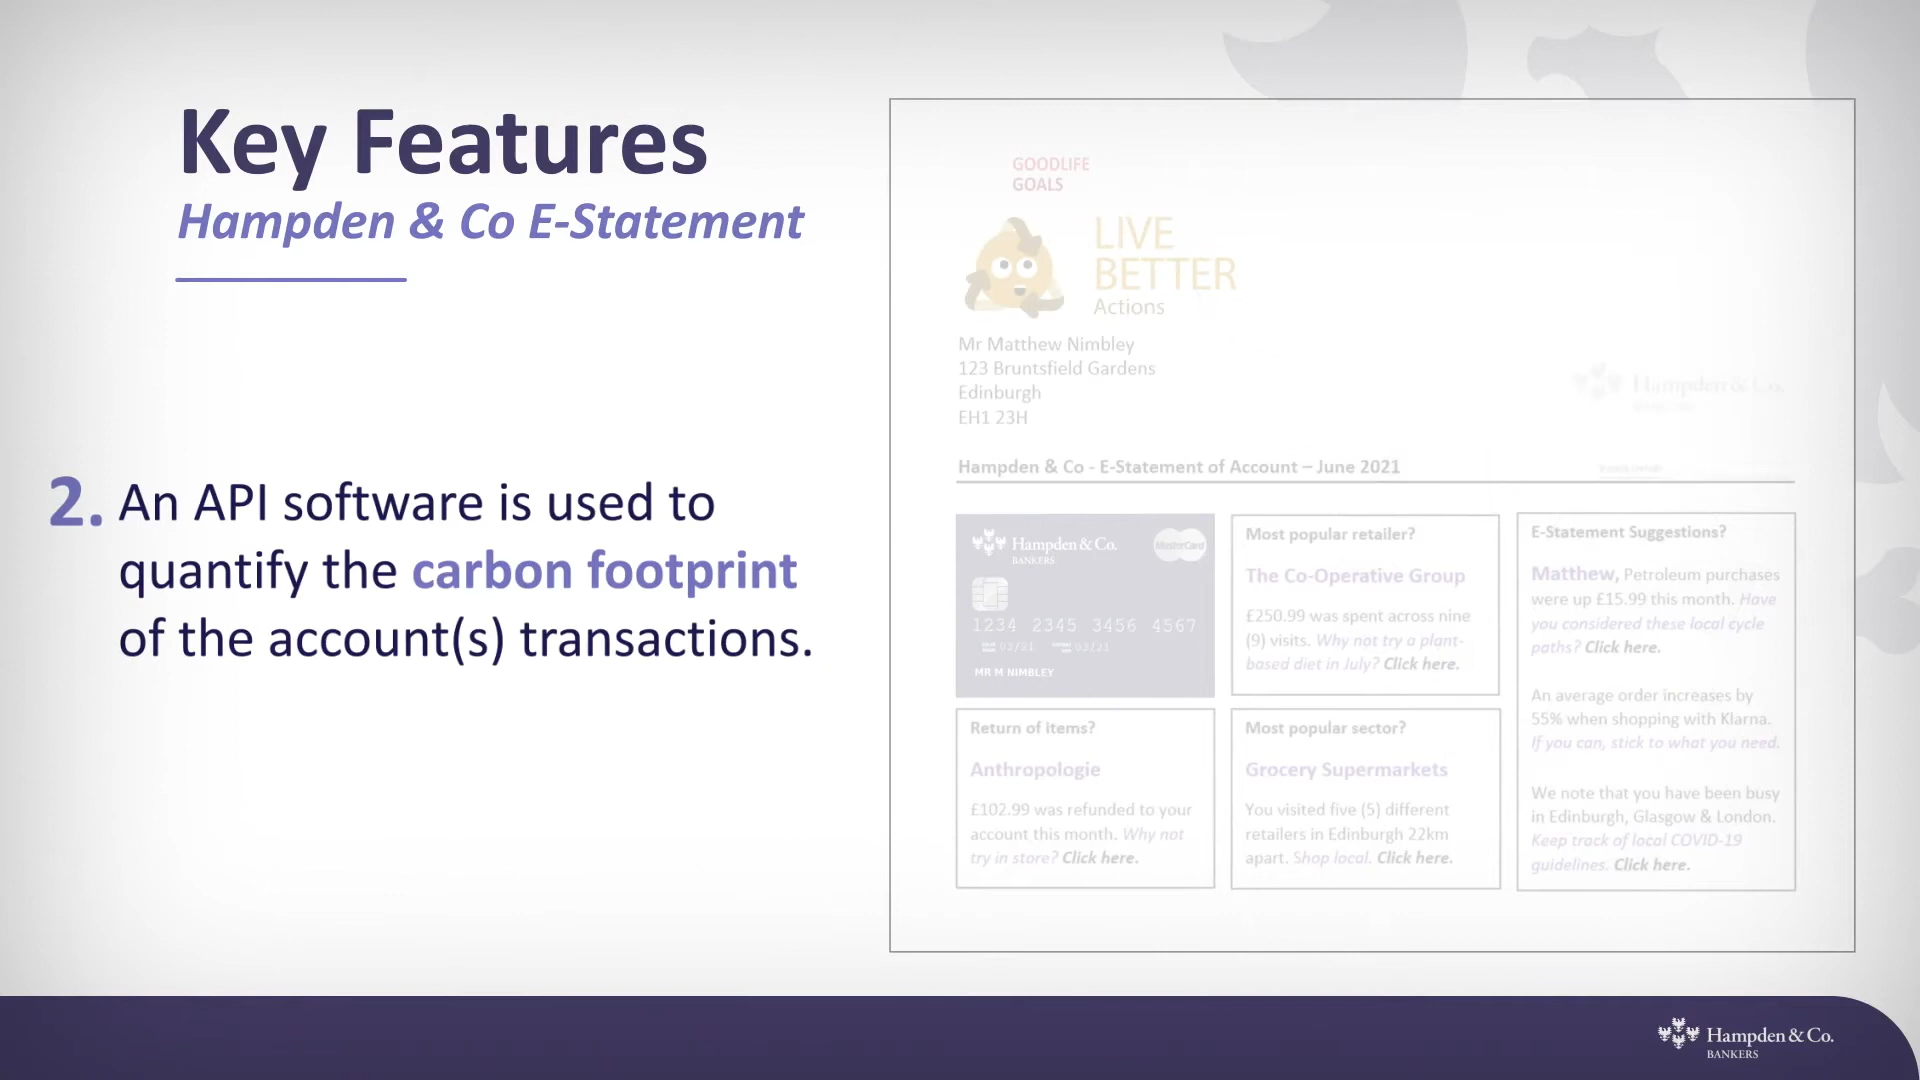 Key Features
Hampden & Co E-Statement
2. An API software is used to
quantify the carbon footprint
of the account(s) transactions.
GOODLIFE
GOALS
LIVE
BETTER
Actions
Mr Matthew Nimbley
123 Bruntsfield Gardens
Edinburgh
EH1 23H
Hampden & Co.
Hampden & Co - E-Statement of Account – June 2021
Hampden & Co.
BANKERS
MasterCard
1234 2345 3456 4567
03/21 03/21
MR M NIMBLEY
Most popular retailer?
The Co-Operative Group
£250.99 was spent across nine
(9) visits. Why not try a plant-
based diet in July? Click here.
E-Statement Suggestions?
Matthew, Petroleum purchases
were up £15.99 this month. Have
you considered these local cycle
paths? Click here.
An average order increases by
55% when shopping with Klarna.
If you can, stick to what you need.
We note that you have been busy
in Edinburgh, Glasgow & London.
Keep track of local COVID-19
guidelines. Click here.
Return of items?
Anthropologie
£102.99 was refunded to your
account this month. Why not
try in store? Click here.
Most popular sector?
Grocery Supermarkets
You visited five (5) different
retailers in Edinburgh 22km
apart. Shop local. Click here.
Hampden & Co.
BANKERS